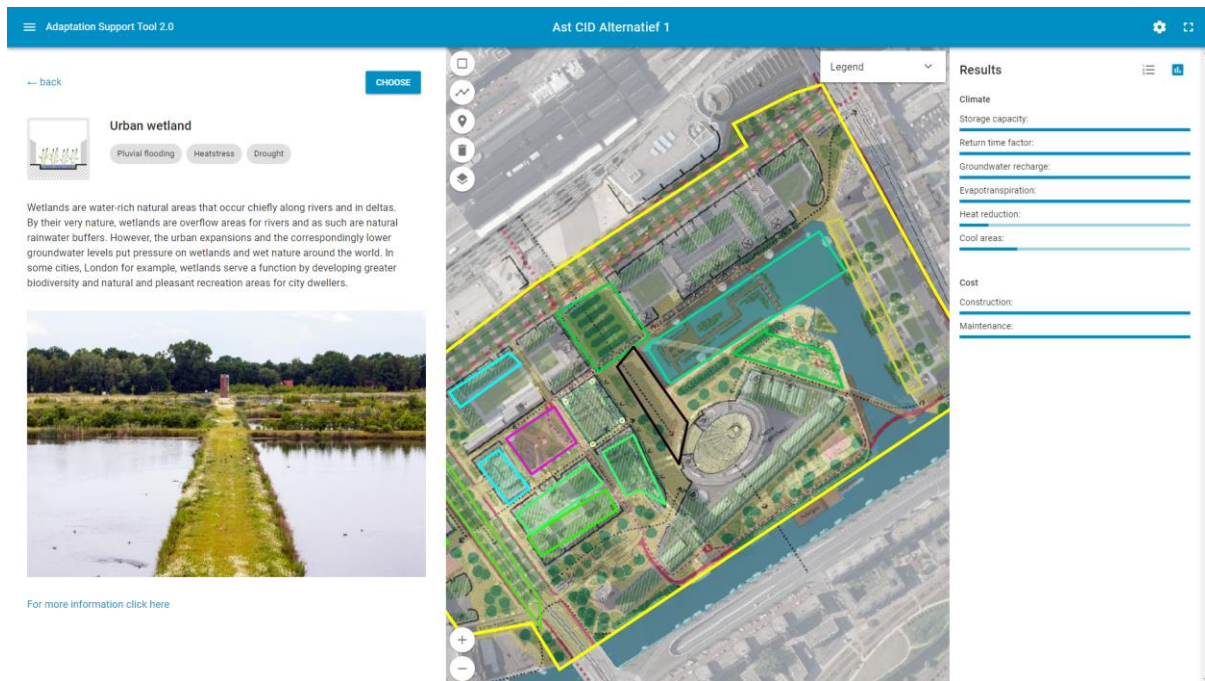 Adaptation Support Tool 2.0
Ast CID Alternatief 1
← back
CHOOSE
Urban wetland
Pluvial flooding
Heatstress
Drought
Wetlands are water-rich natural areas that occur chiefly along rivers and in deltas.
By their very nature, wetlands are overflow areas for rivers and as such are natural
rainwater buffers. However, the urban expansions and the correspondingly lower
groundwater levels put pressure on wetlands and wet nature around the world. In
some cities, London for example, wetlands serve a function by developing greater
biodiversity and natural and pleasant recreation areas for city dwellers.
For more information click here
Legend
Results
Climate
Storage capacity:
Return time factor:
Groundwater recharge:
Evapotranspiration:
Heat reduction:
Cool areas:
Cost
Construction:
Maintenance: